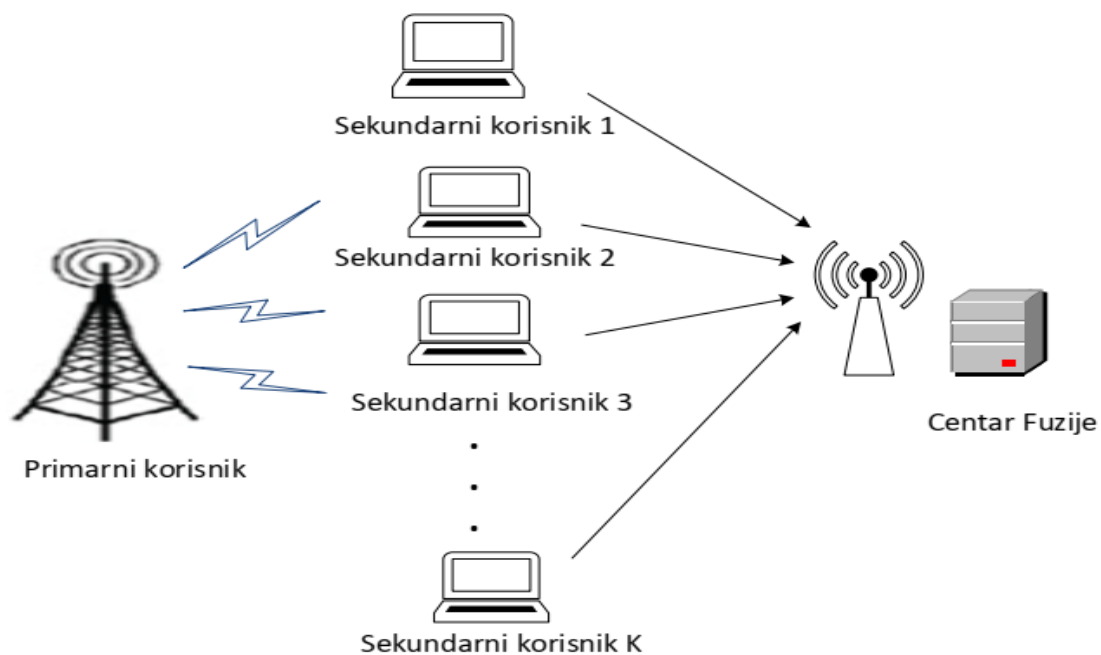 Sekundarni korisnik 1
Sekundarni korisnik 2
Sekundarni korisnik 3
Sekundarni korisnik K
Primarni korisnik
Centar Fuzije